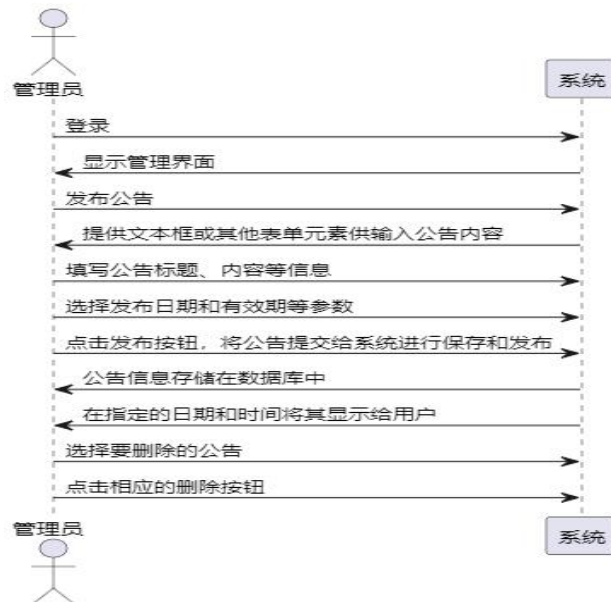 管理员
系统
登录
显示管理界面
发布公告
提供文本框或其他表单元素供输入公告内容
填写公告标题、内容等信息
选择发布日期和有效期等参数
点击发布按钮，将公告提交给系统进行保存和发布
公告信息存储在数据库中
在指定的日期和时间将其显示给用户
选择要删除的公告
点击相应的删除按钮
管理员
系统